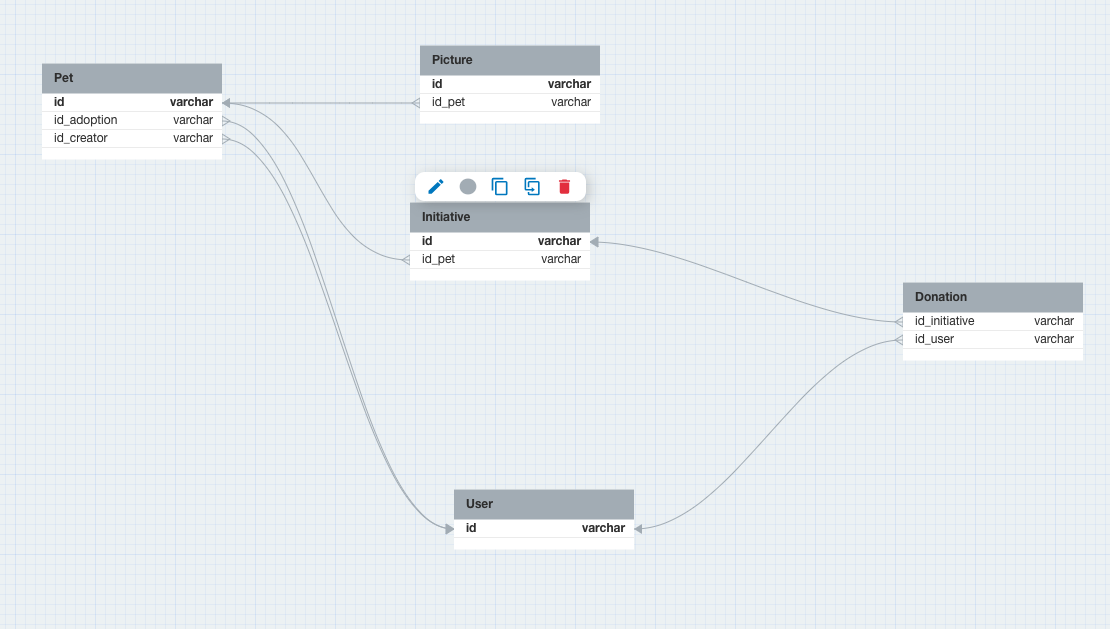 Pet
id varchar
id_adoption varchar
id_creator varchar
Picture
id varchar
id_pet varchar
Initiative
id varchar
id_pet varchar
Donation
id_initiative varchar
id_user varchar
User
id varchar